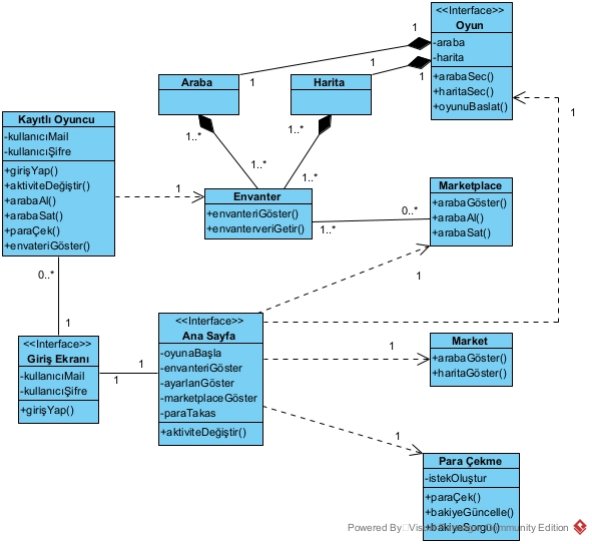 <<Interface>>
Oyun
-araba
-harita
+arabaSec()
+haritaSec()
+oyunuBaslat()
1
1
1
1
1
Araba
Harita
1..*
1..*
1..*
1..*
Kayıtlı Oyuncu
-kullanıcıMail
-kullanıcıŞifre
+girişYap()
+aktiviteDeğiştir()
+arabaAl()
+arabaSat()
+paraÇek()
+envateriGöster()
1
Envanter
+envanteriGöster()
+envanterveriGetir()
1..*
0..*
Marketplace
+arabaGöster()
+arabaAl()
+arabaSat()
0..*
1
1
<<Interface>>
Giriş Ekranı
-kullanıcıMail
-kullanıcıŞifre
+girişYap()
1
1
<<Interface>>
Ana Sayfa
-oyunaBaşla
-envanteriGöster
-ayarlarıGöster
-marketplaceGöster
-paraTakas
+aktiviteDeğiştir()
1
Market
+arabaGöster()
+haritaGöster()
1
Para Çekme
-istekOluştur
+paraÇek()
+bakiyeGüncelle()
+bakiyeSorgu()
Powered By Visual Paradigm Community Edition